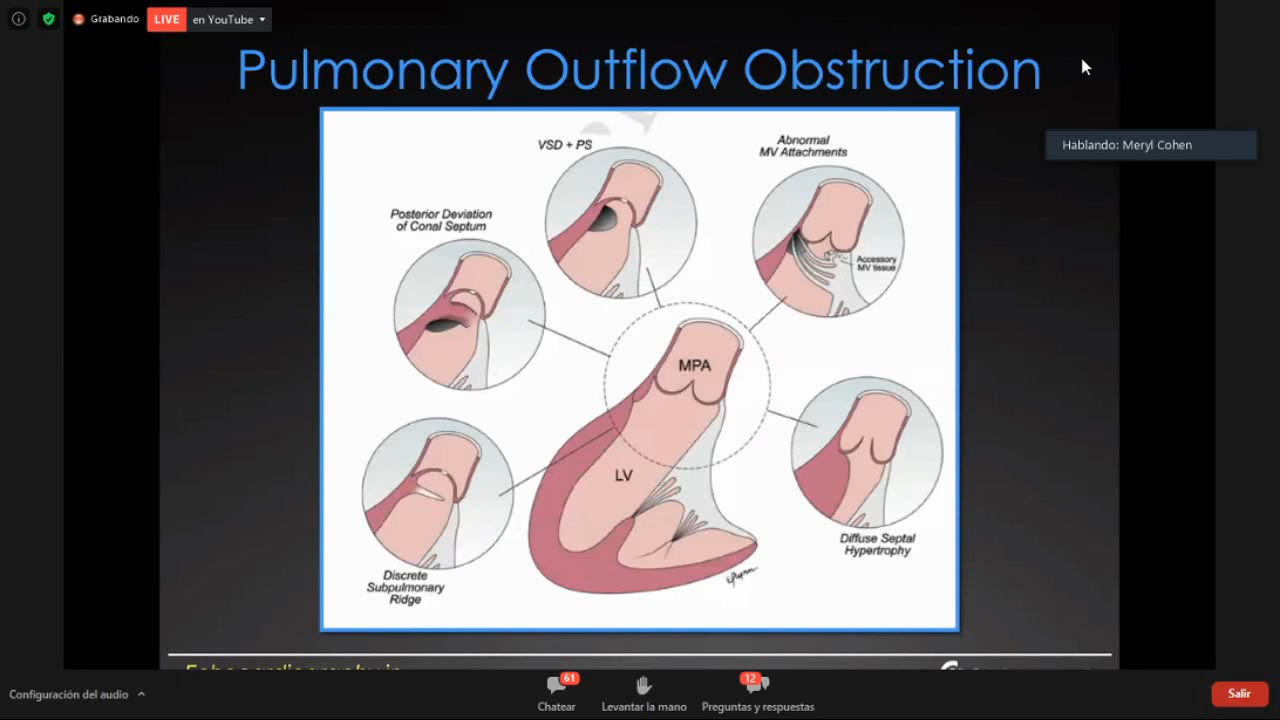 Grabando
LIVE
en YouTube
Pulmonary Outflow Obstruction
Hablando: Meryl Cohen
VSD + PS
Abnormal
MV Attachments
Posterior Deviation
of Conal Septum
Accessory
MV tissue
MPA
LV
Diffuse Septal
Hypertrophy
Discrete
Subpulmonary
Ridge
Configuración del audio
61
Chatear
Levantar la mano
12
Preguntas y respuestas
Salir